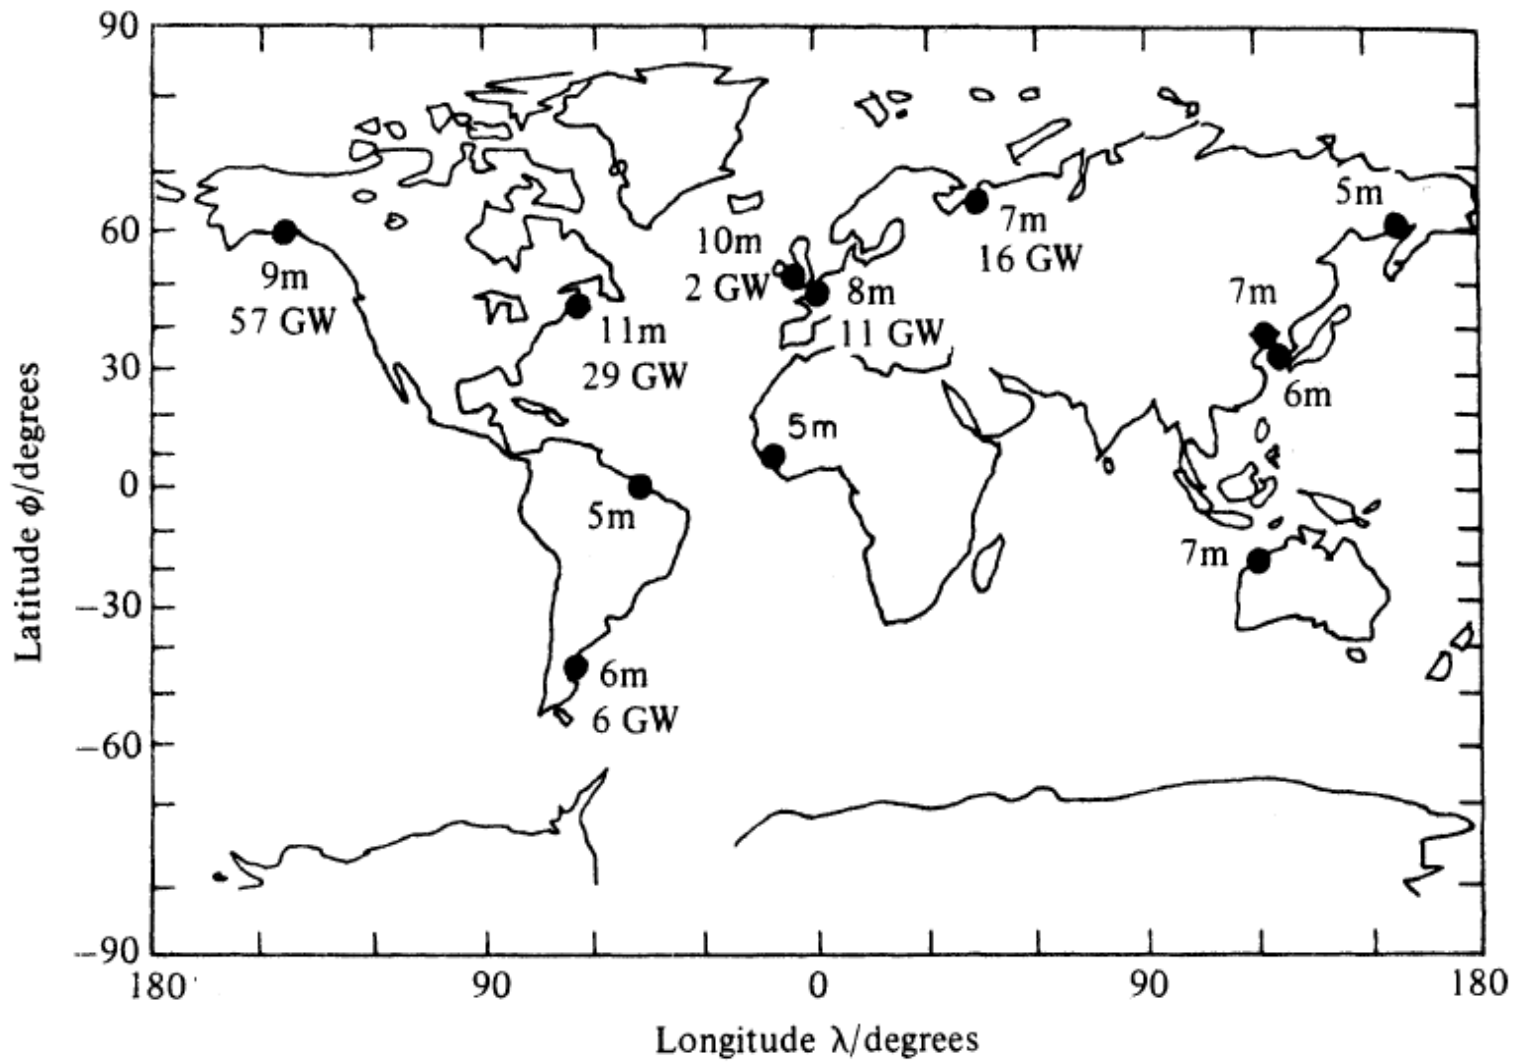 90
60
30
0
−30
−60
−90
Latitude ϕ/degrees
9m
57 GW
11m
29 GW
10m
2 GW
8m
11 GW
7m
16 GW
5m
7m
6m
5m
5m
7m
6m
6 GW
180
90
0
90
180
Longitude λ/degrees